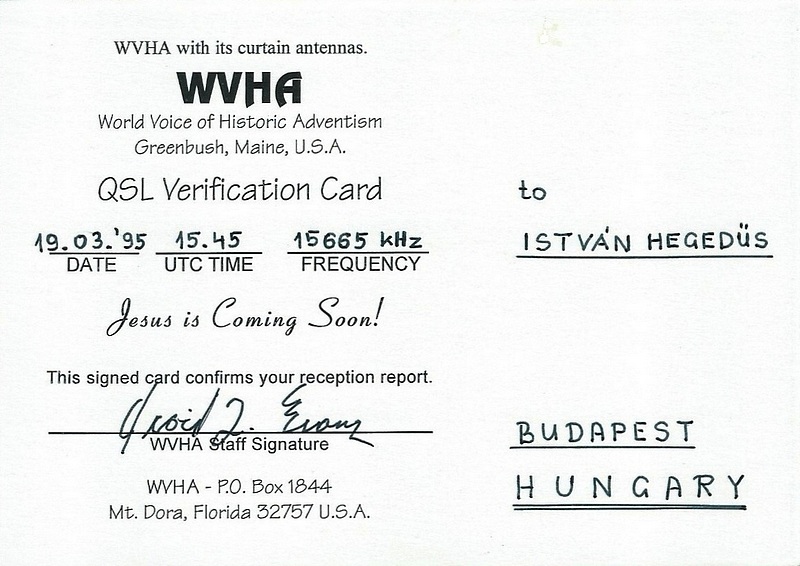 WVHA with its curtain antennas.
WVHA
World Voice of Historic Adventism
Greenbush, Maine, U.S.A.
QSL Verification Card
19.03.'95 15.45 15665 kHz
DATE UTC TIME FREQUENCY
Jesus is Coming Soon!
This signed card confirms your reception report.
WVHA Staff Signature
WVHA - P.O. Box 1844
Mt. Dora, Florida 32757 U.S.A.
to
ISTVÁN HEGEDŰS
BUDAPEST
HUNGARY